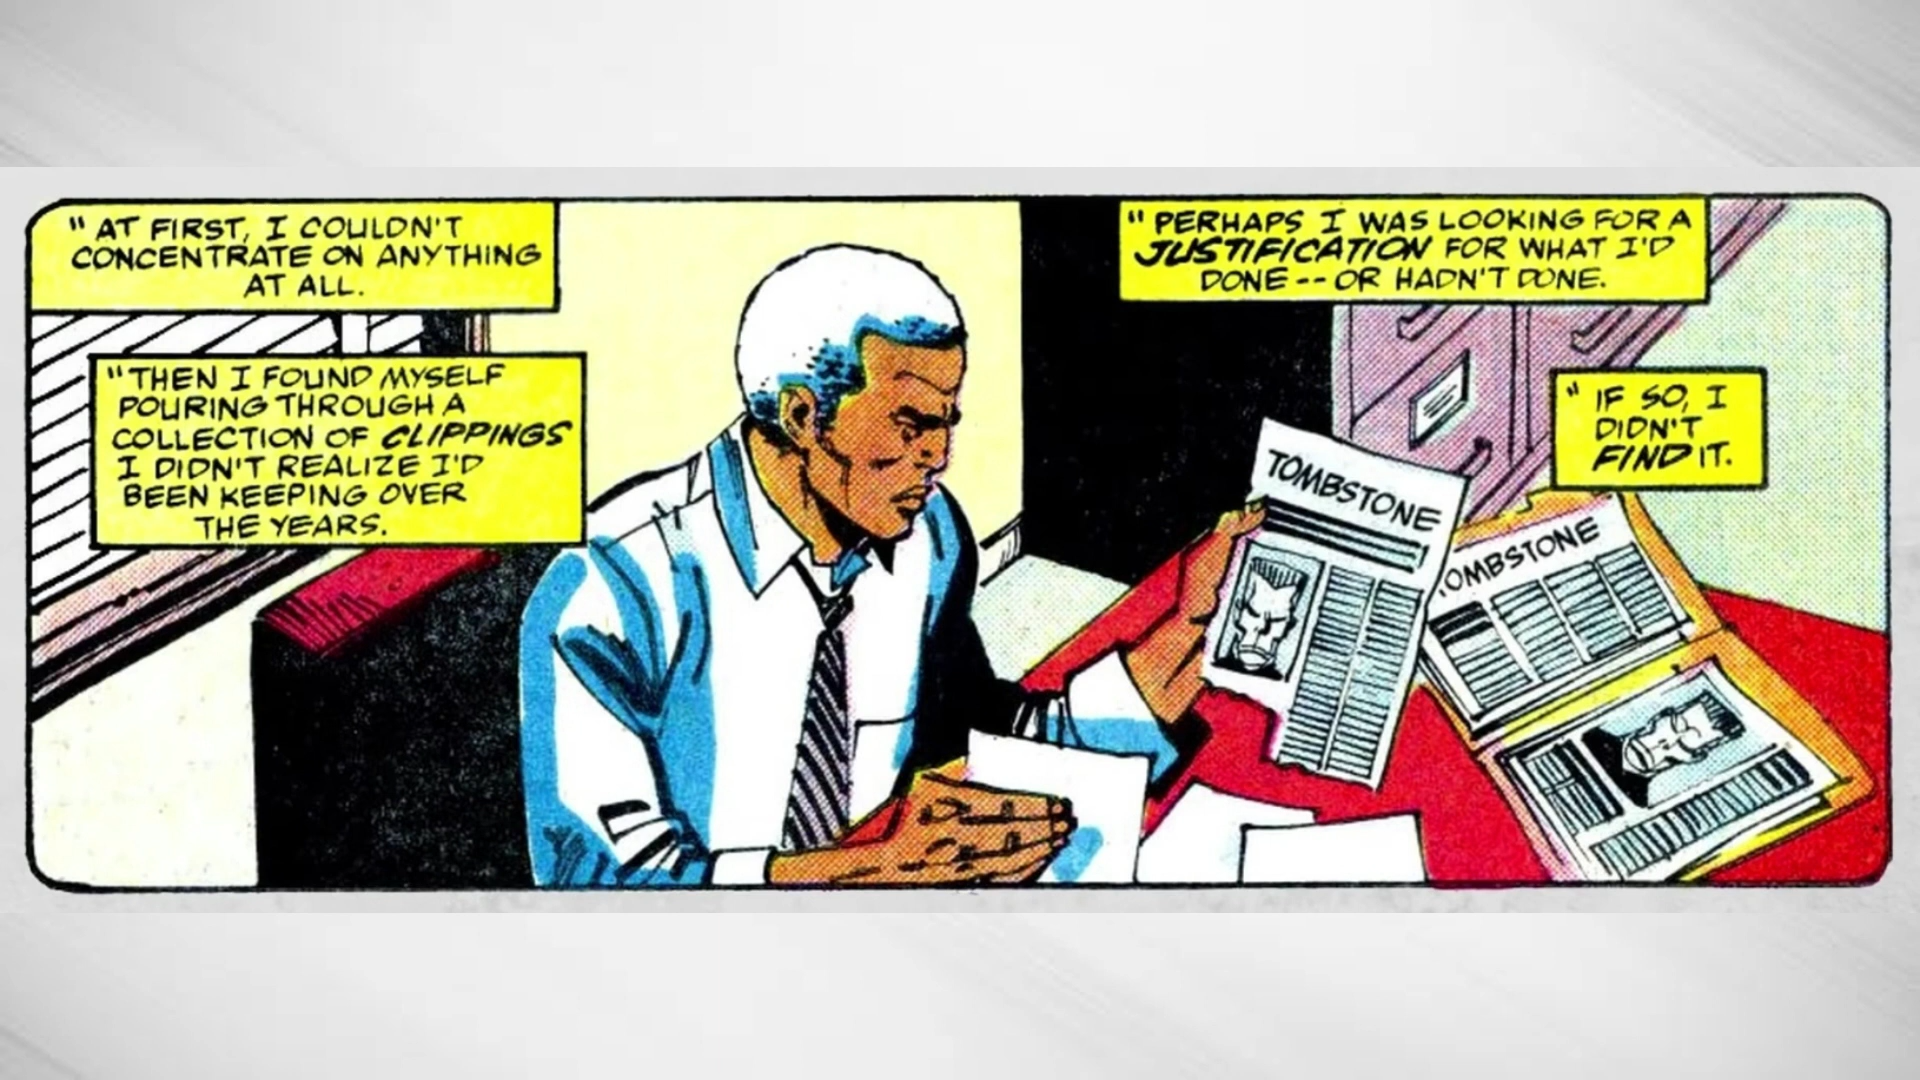 " AT FIRST, I COULDN'T
CONCENTRATE ON ANYTHING
AT ALL.
"THEN I FOUND MYSELF
POURING THROUGH A
COLLECTION OF CLIPPINGS
I DIDN'T REALIZE I'D
BEEN KEEPING OVER
THE YEARS.
" PERHAPS I WAS LOOKING FOR A
JUSTIFICATION FOR WHAT I'D
DONE -- OR HADN'T DONE.
" IF SO, I
DIDN'T
FIND IT.
TOMBSTONE
TOMBSTONE